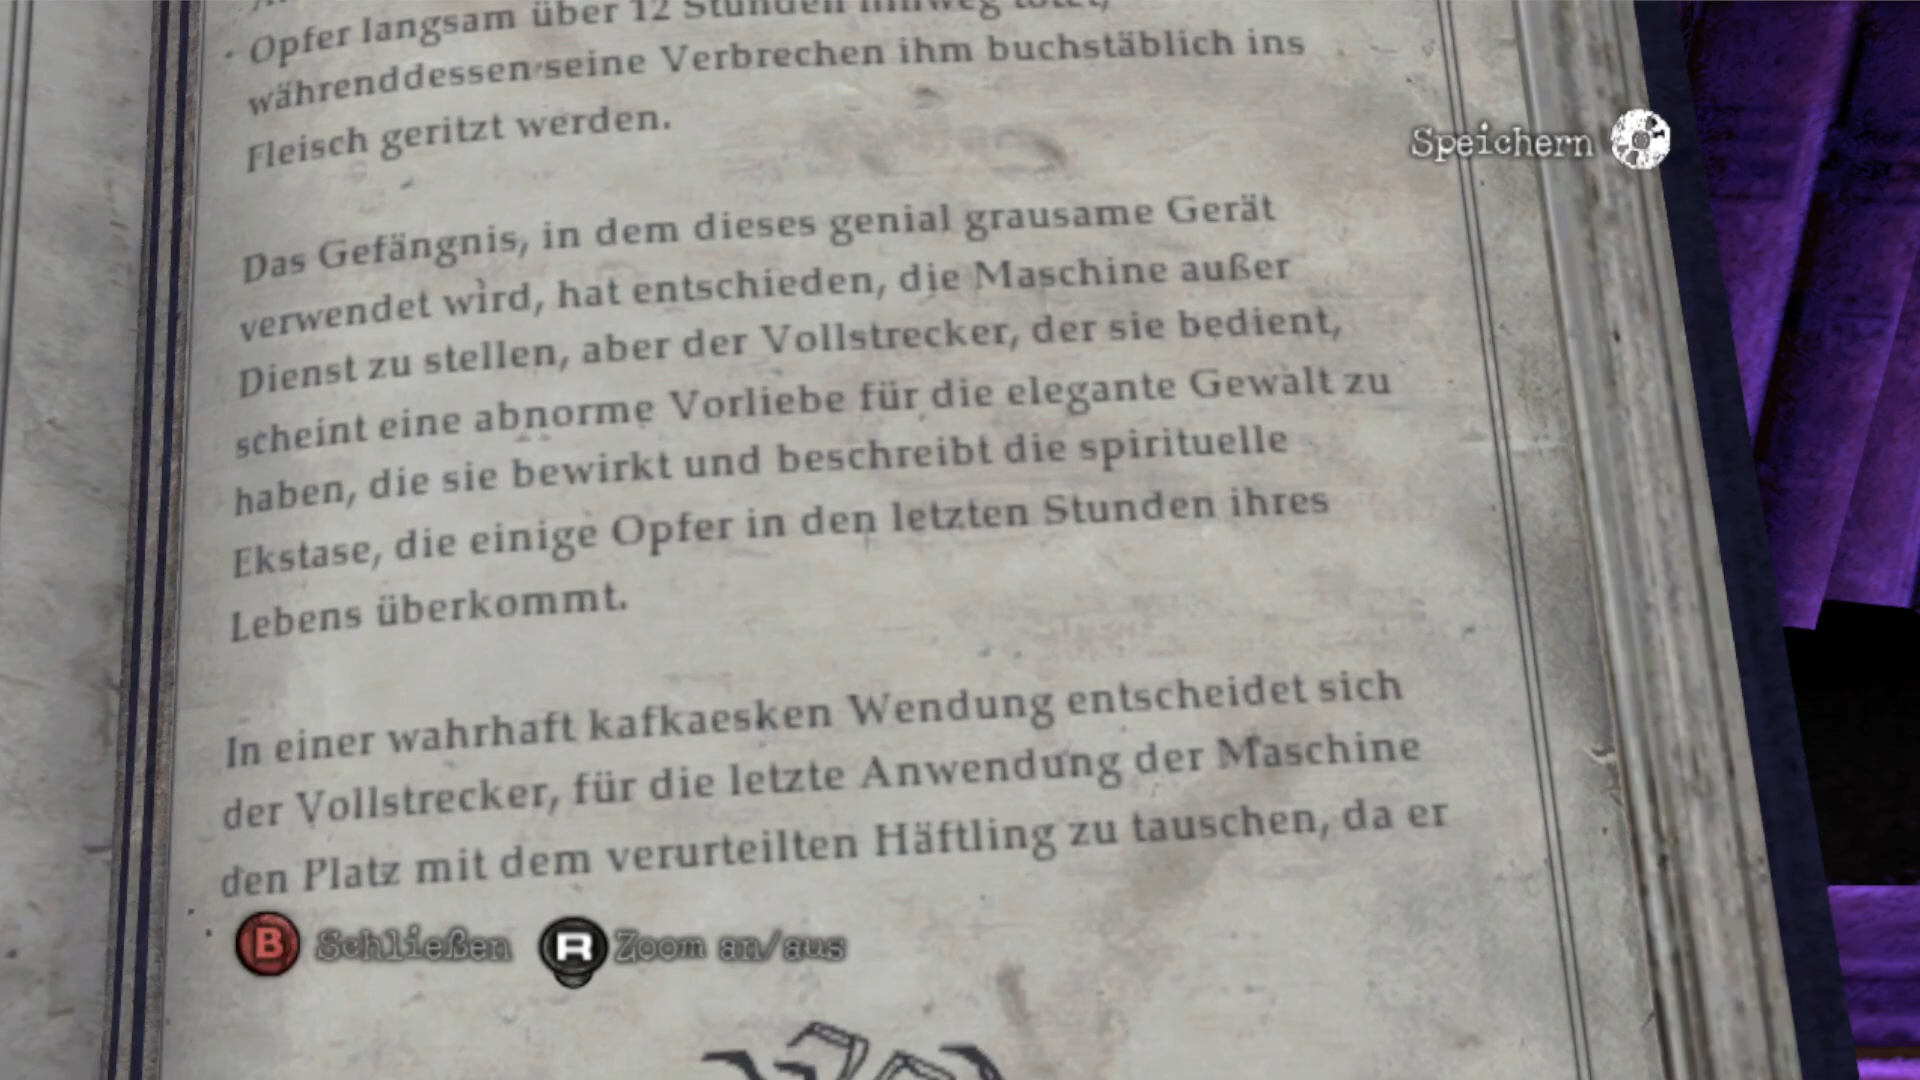 Opfer langsam über 12 Stunden hinweg tötet,
währenddessen seine Verbrechen ihm buchstäblich ins
Fleisch geritzt werden.
Das Gefängnis, in dem dieses genial grausame Gerät
verwendet wird, hat entschieden, die Maschine außer
Dienst zu stellen, aber der Vollstrecker, der sie bedient,
scheint eine abnorme Vorliebe für die elegante Gewalt zu
haben, die sie bewirkt und beschreibt die spirituelle
Ekstase, die einige Opfer in den letzten Stunden ihres
Lebens überkommt.
In einer wahrhaft kafkaesken Wendung entscheidet sich
der Vollstrecker, für die letzte Anwendung der Maschine
den Platz mit dem verurteilten Häftling zu tauschen, da er
Speichern
B Schließen R Zoom an/aus